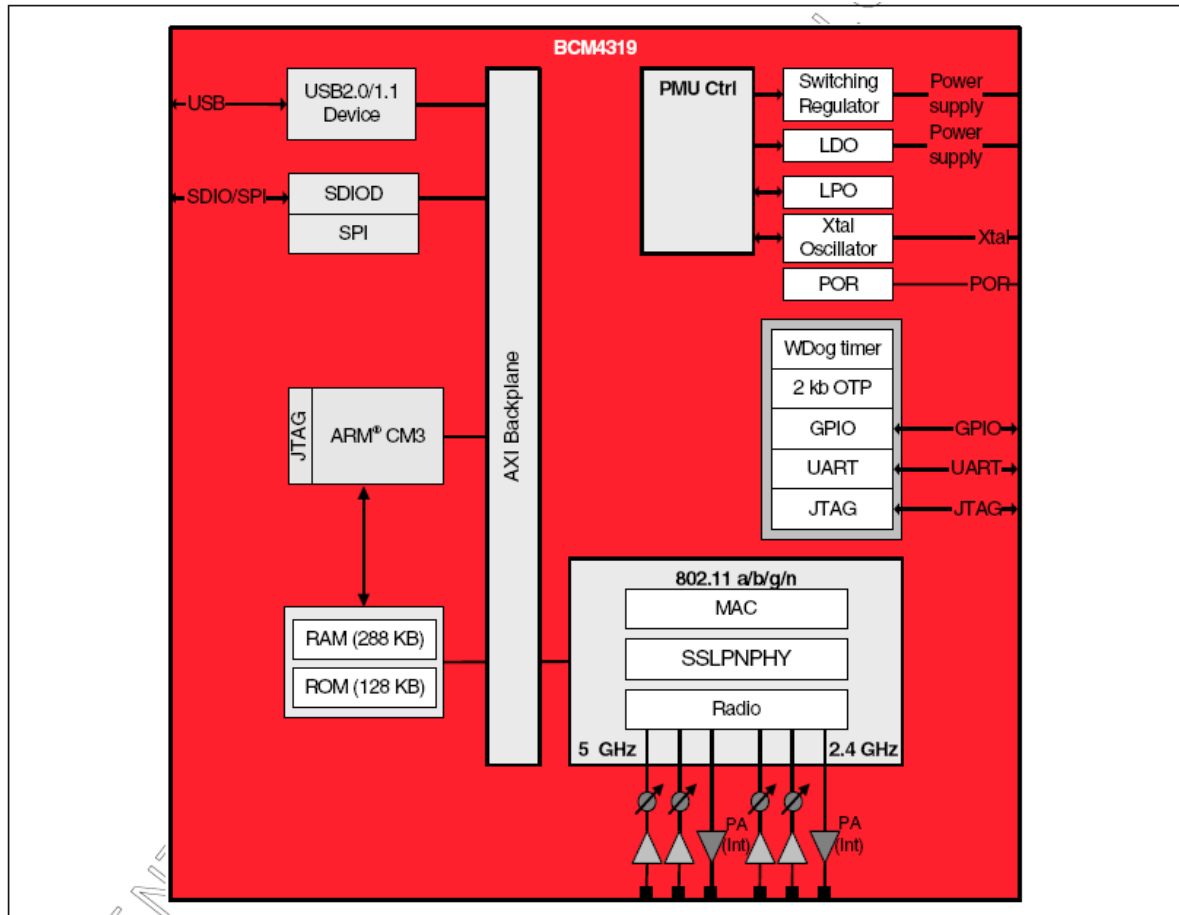 BCM4319
USB
USB2.0/1.1
Device
SDIO/SPI
SDIOD
SPI
AXI Backplane
PMU Ctrl
Switching
Regulator
Power
supply
LDO
Power
supply
LPO
Xtal
Oscillator
Xtal
POR
POR
WDog timer
2 kb OTP
GPIO
GPIO
UART
UART
JTAG
JTAG
JTAG
ARM® CM3
RAM (288 KB)
ROM (128 KB)
802.11 a/b/g/n
MAC
SSLPNPHY
Radio
5 GHz
2.4 GHz
PA
(Int)
PA
(Int)